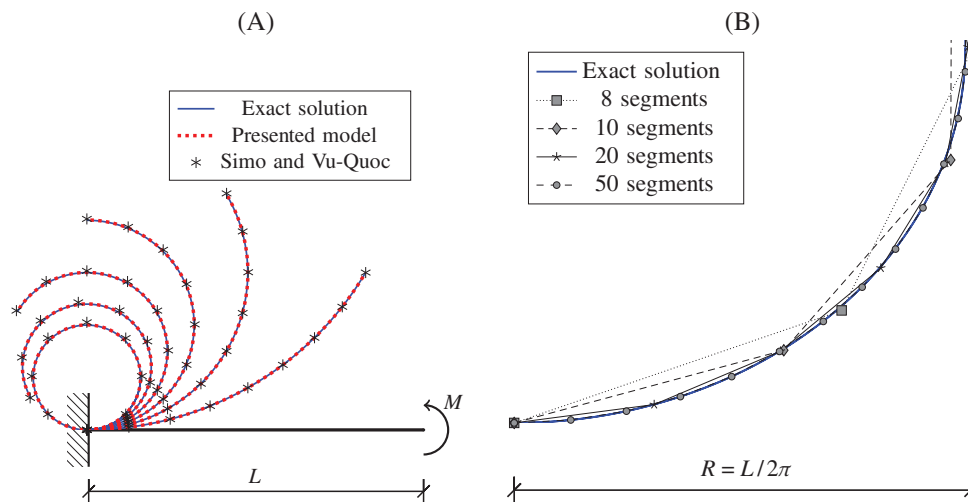 (A)
Exact solution
Presented model
Simo and Vu-Quoc
M
L
(B)
Exact solution
8 segments
10 segments
20 segments
50 segments
R = L/2π